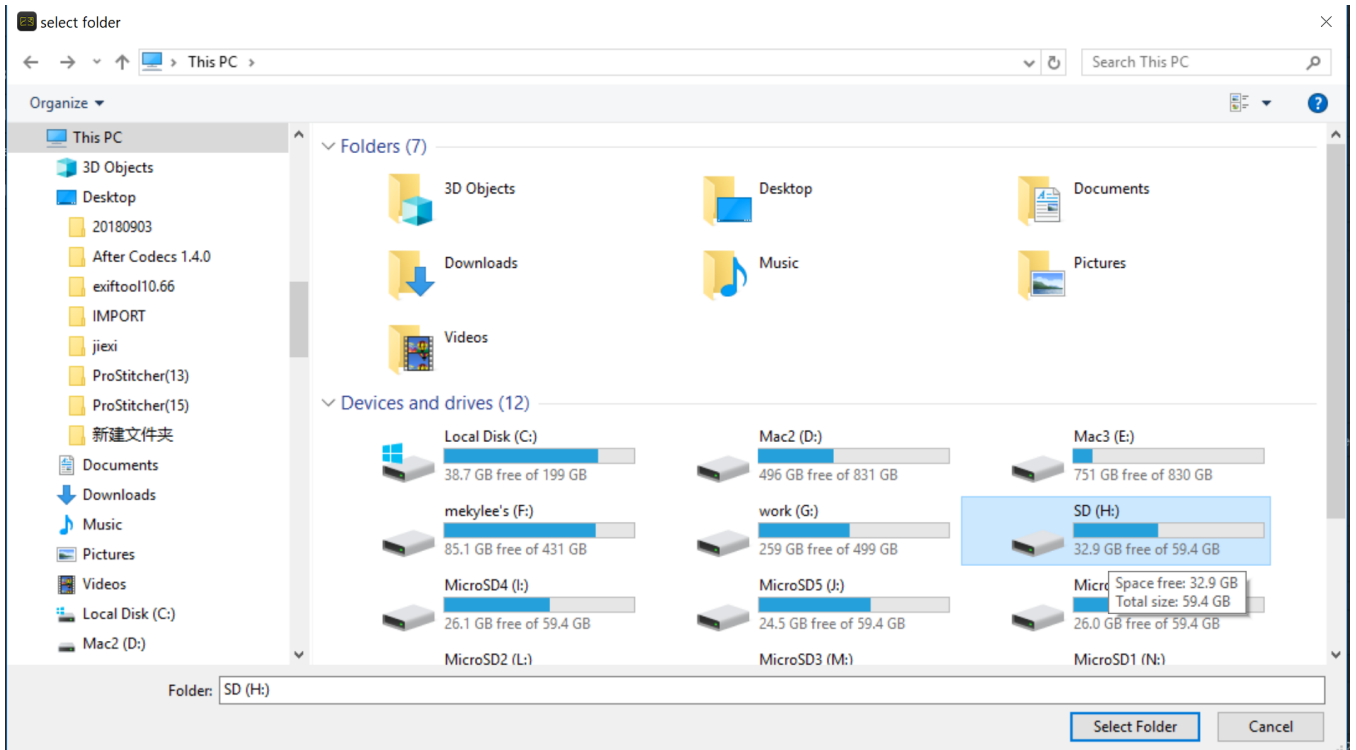 select folder
This PC
Search This PC
Organize
This PC
3D Objects
Desktop
20180903
After Codecs 1.4.0
exiftool10.66
IMPORT
jiexi
ProStitcher(13)
ProStitcher(15)
新建文件夹
Documents
Downloads
Music
Pictures
Videos
Local Disk (C:)
Mac2 (D:)
Folders (7)
3D Objects
Desktop
Documents
Downloads
Music
Pictures
Videos
Devices and drives (12)
Local Disk (C:)
38.7 GB free of 199 GB
Mac2 (D:)
496 GB free of 831 GB
Mac3 (E:)
751 GB free of 830 GB
mekylee's (F:)
85.1 GB free of 431 GB
work (G:)
259 GB free of 499 GB
SD (H:)
32.9 GB free of 59.4 GB
Space free: 32.9 GB
Total size: 59.4 GB
MicroSD4 (I:)
26.1 GB free of 59.4 GB
MicroSD5 (J:)
24.5 GB free of 59.4 GB
26.0 GB free of 59.4 GB
MicroSD2 (L:)
MicroSD3 (M:)
MicroSD1 (N:)
Folder: SD (H:)
Select Folder
Cancel